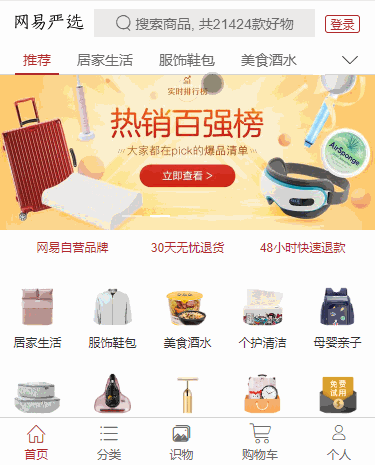 网易严选
搜索商品, 共21424款好物
登录
推荐 居家生活 服饰鞋包 美食酒水
实时排行榜
热销百强榜
大家都在pick的爆品清单
立即查看 >
AirSponge
网易自营品牌 30天无忧退货 48小时快速退款
居家生活 服饰鞋包 美食酒水 个护清洁 母婴亲子
免费
试用
$
首页 分类 识物 购物车 个人